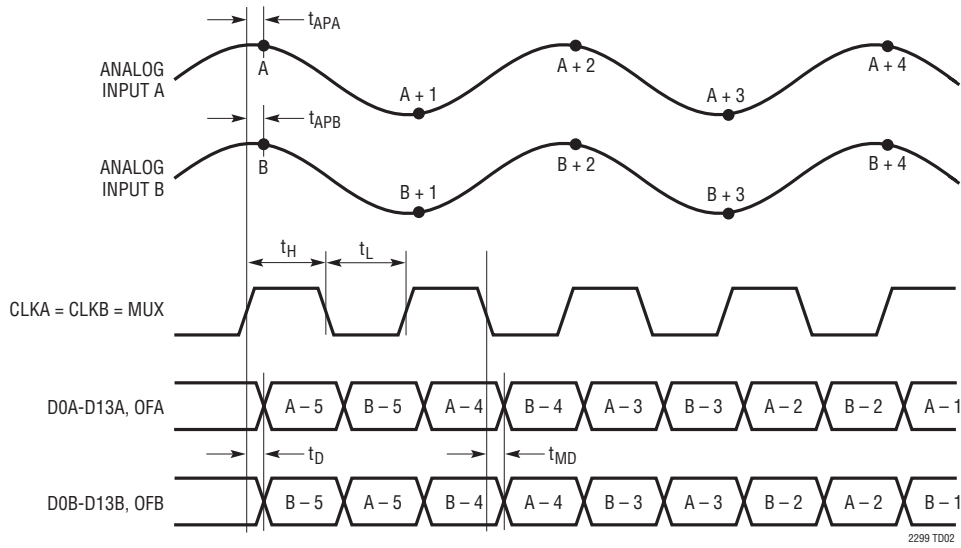 tAPA
ANALOG
INPUT A
A
A + 1
A + 2
A + 3
A + 4
tAPB
ANALOG
INPUT B
B
B + 1
B + 2
B + 3
B + 4
tH
tL
CLKA = CLKB = MUX
D0A-D13A, OFA
A – 5
B – 5
A – 4
B – 4
A – 3
B – 3
A – 2
B – 2
A – 1
tD
tMD
D0B-D13B, OFB
B – 5
A – 5
B – 4
A – 4
B – 3
A – 3
B – 2
A – 2
B – 1
2299 TD02